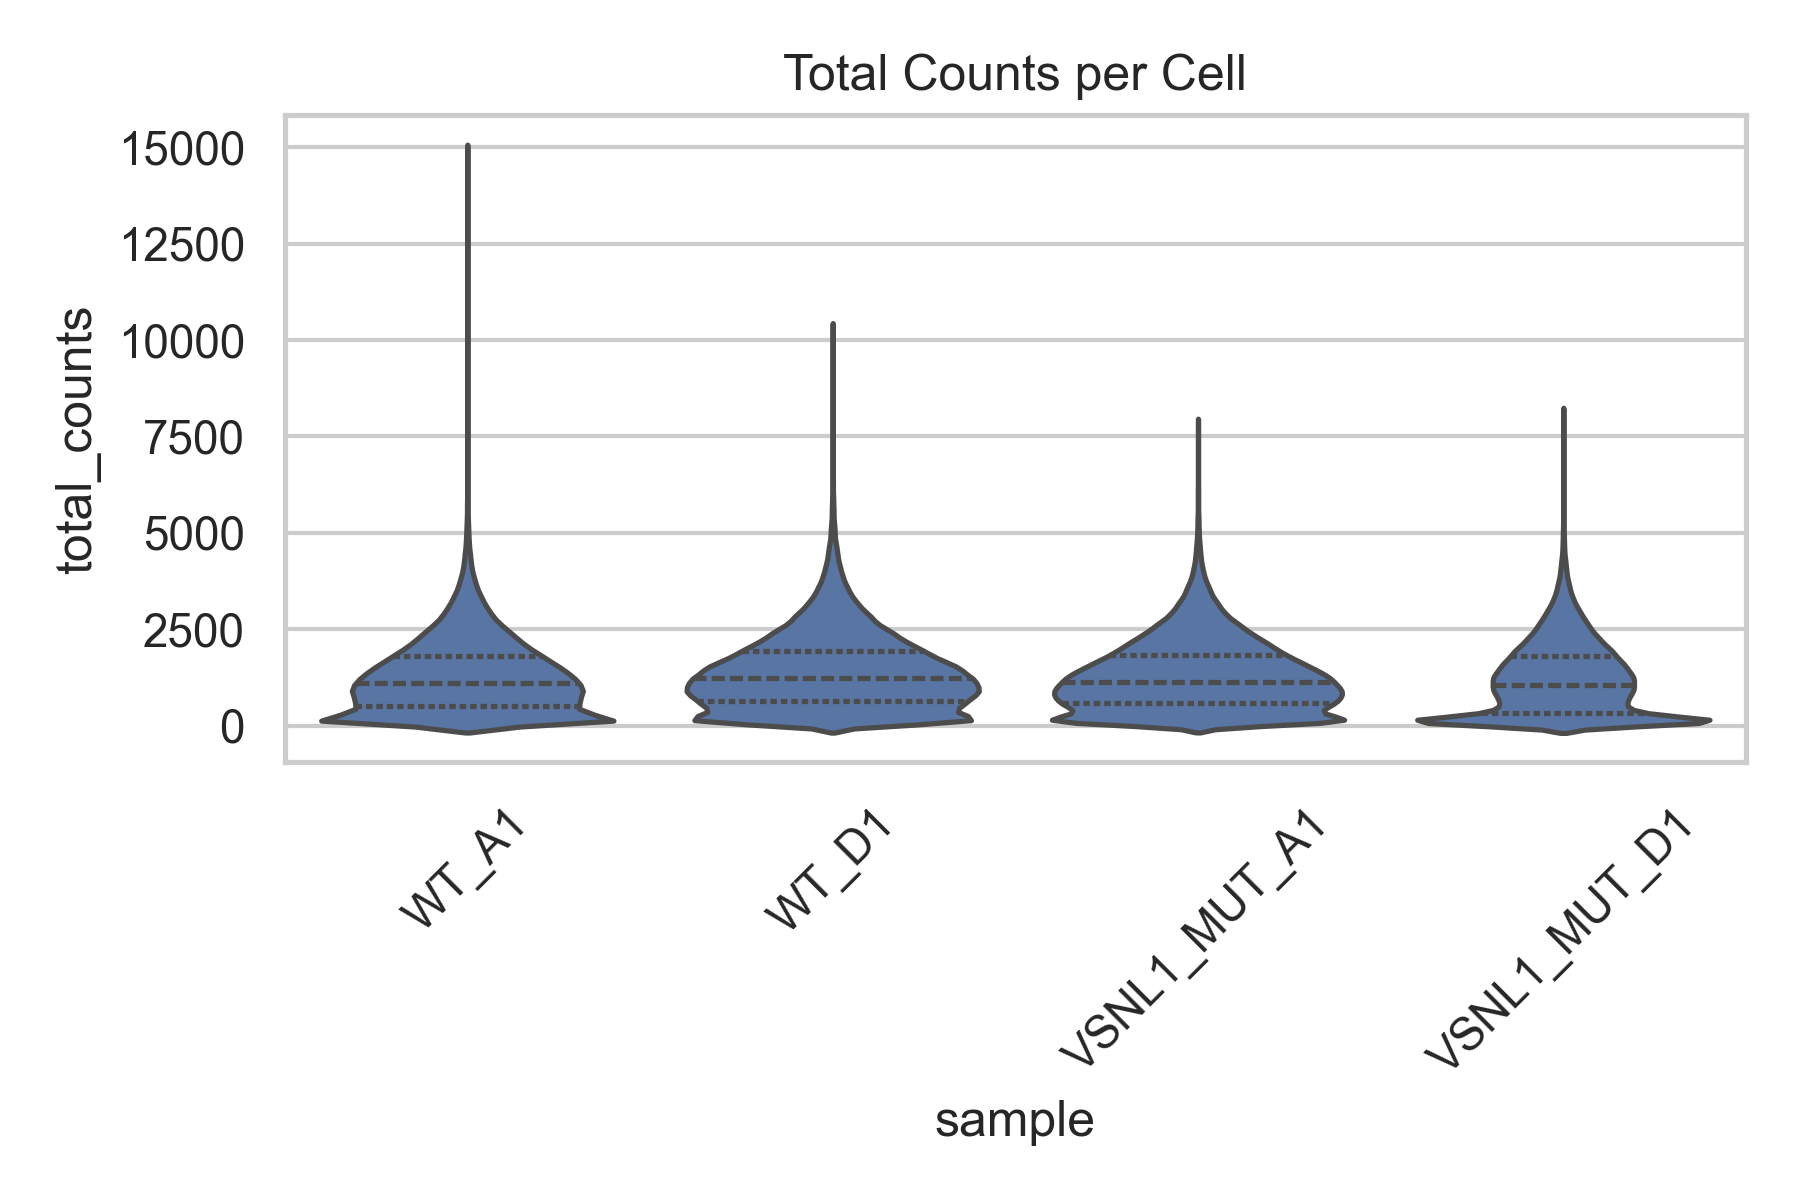 Total Counts per Cell
total_counts
15000
12500
10000
7500
5000
2500
0
WT_A1
WT_D1
VSNL1_MUT_A1
VSNL1_MUT_D1
sample